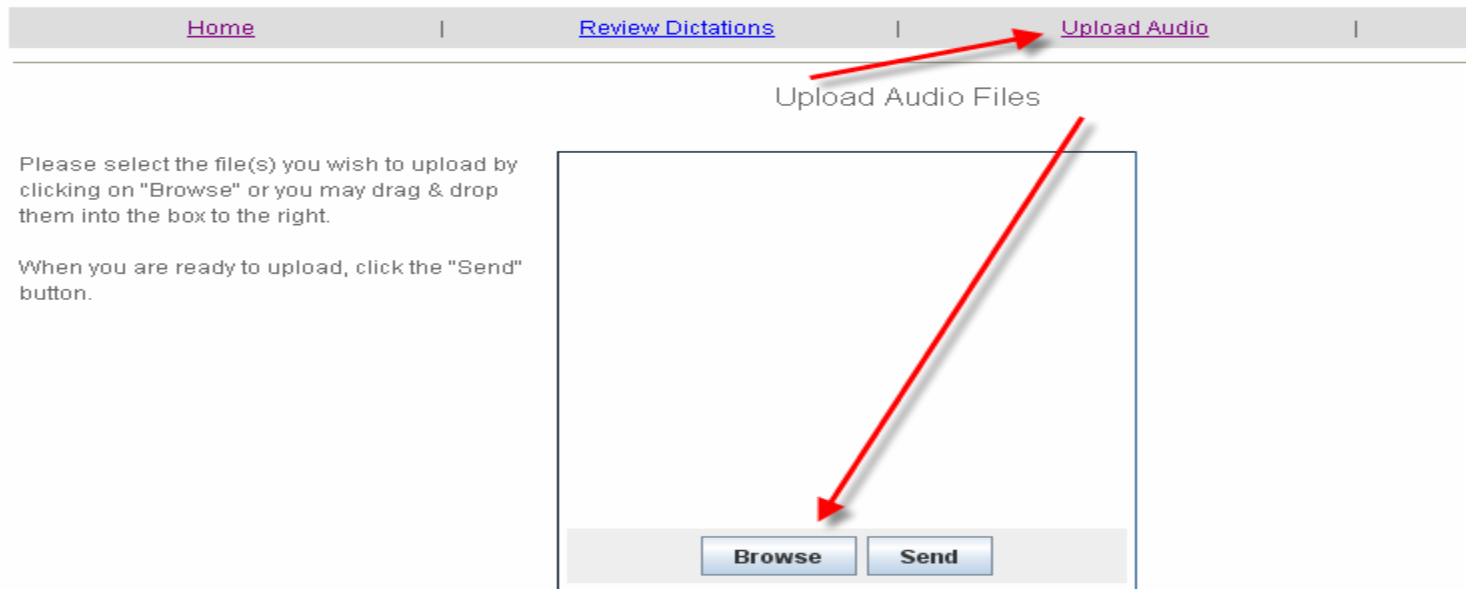 Home | Review Dictations | Upload Audio |
Upload Audio Files
Please select the file(s) you wish to upload by
clicking on "Browse" or you may drag & drop
them into the box to the right.
When you are ready to upload, click the "Send"
button.
Browse Send